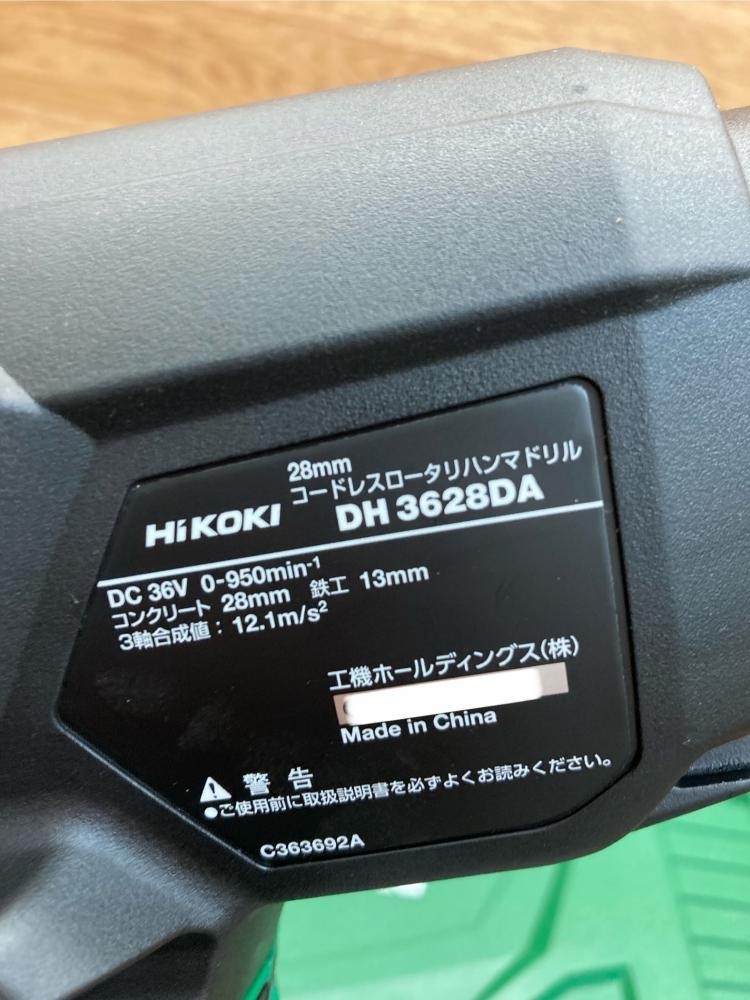 28mm
コードレスロータリハンマドリル
HiKOKI DH 3628DA
DC 36V 0-950min-1
コンクリート 28mm 鉄工 13mm
3軸合成値：12.1m/s2
工機ホールディングス(株)
Made in China
警告
●ご使用前に取扱説明書を必ずよくお読みください。
C363692A